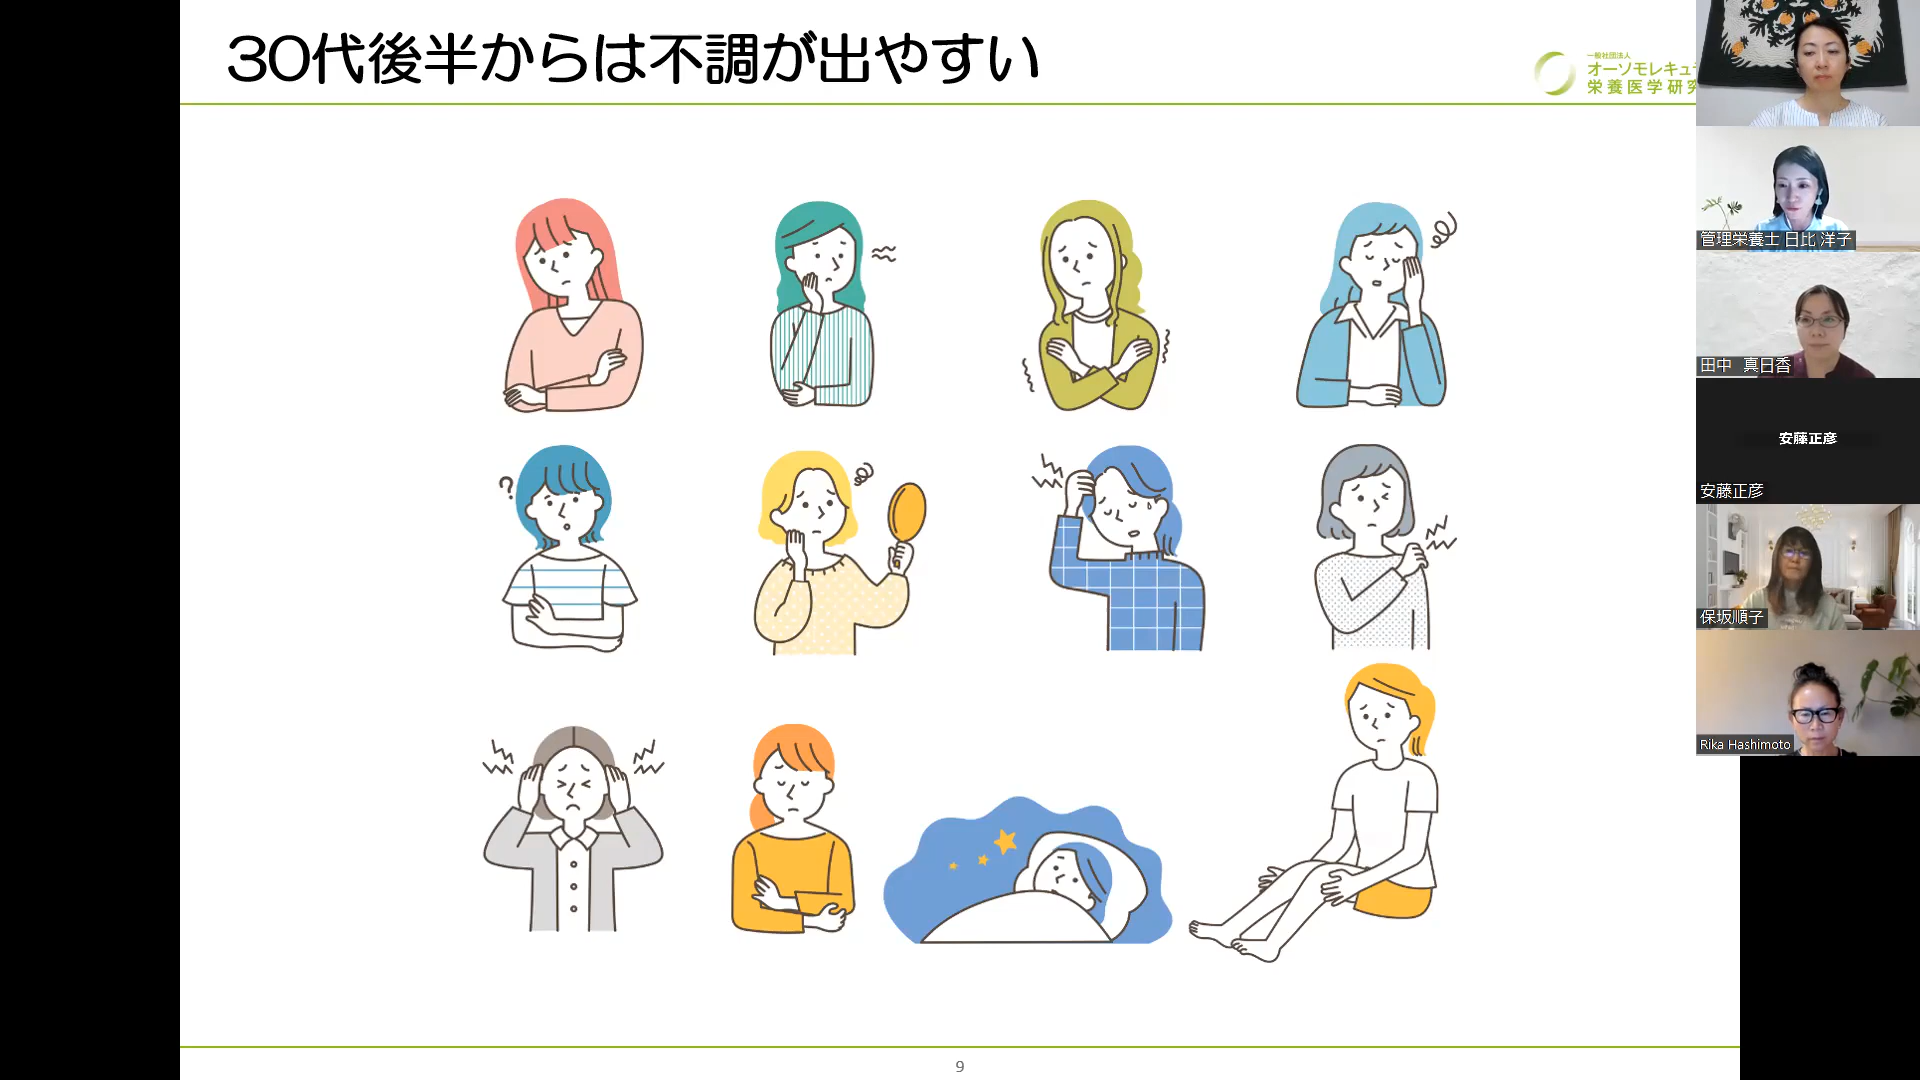 30代後半からは不調が出やすい
一般社団法人
オーソモレキュ
栄養医学研究
管理栄養士 日比 洋子
田中 真日香
安藤正彦
安藤正彦
保坂順子
Rika Hashimoto
?
9